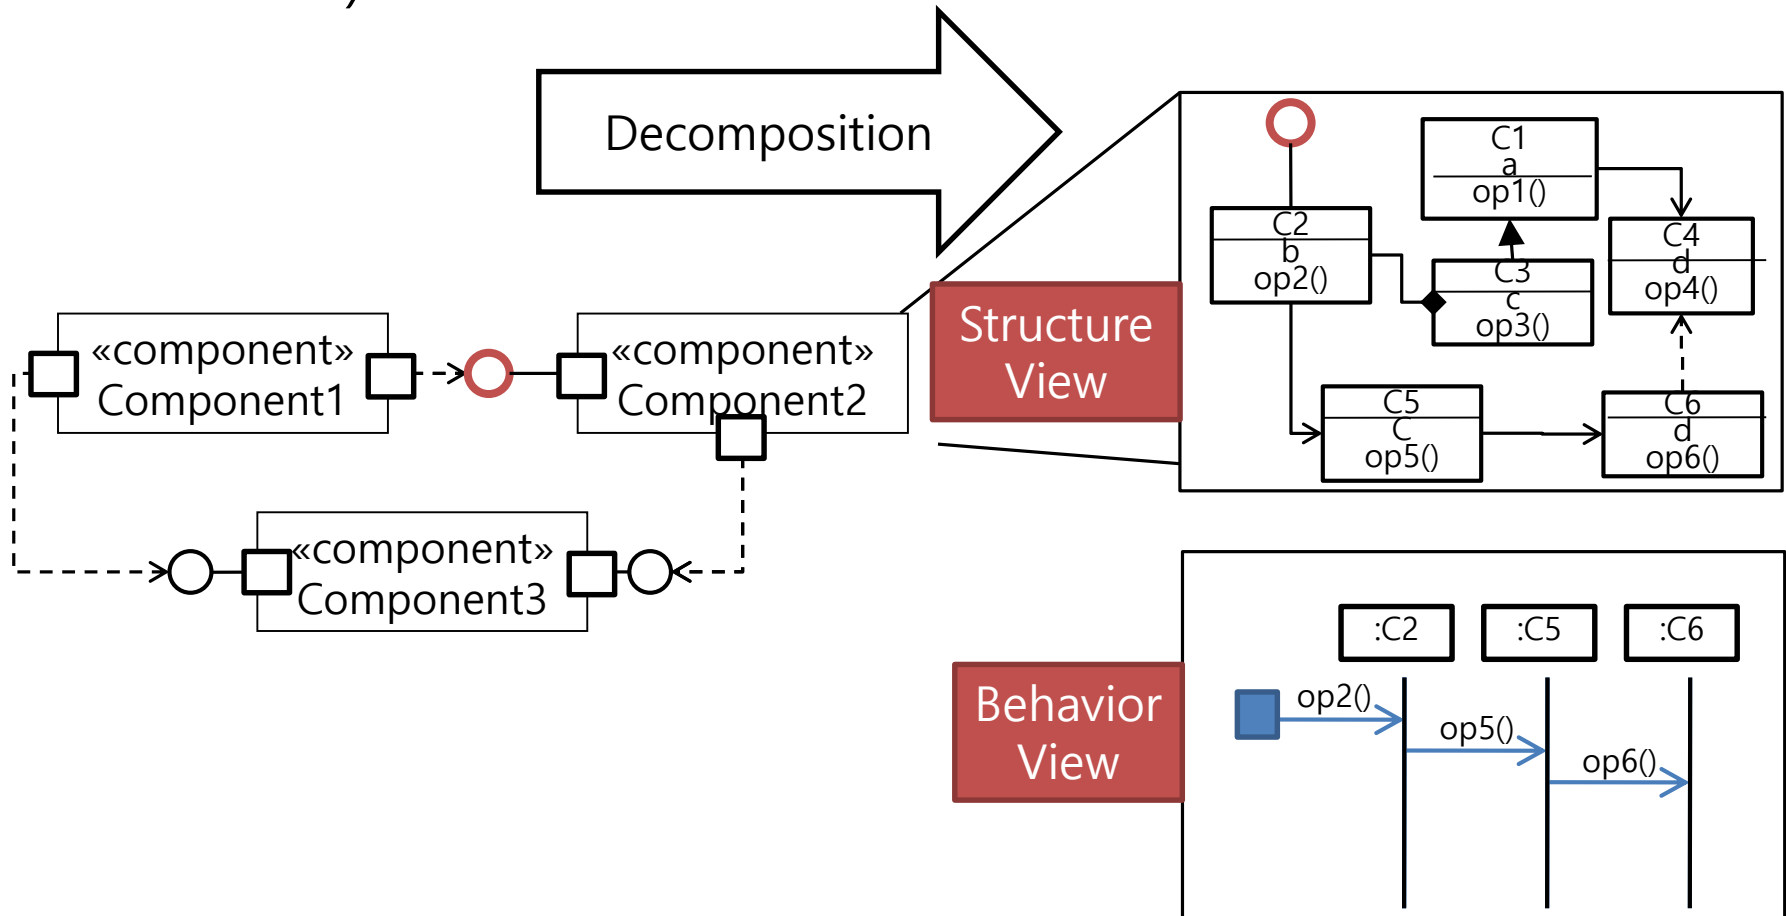 )
Decomposition
C1
a
op1()
C2
b
op2()
C3
c
op3()
C4
d
op4()
C5
C
op5()
C6
d
op6()
Structure
View
«component»
Component1
«component»
Component2
«component»
Component3
Behavior
View
:C2
:C5
:C6
op2()
op5()
op6()